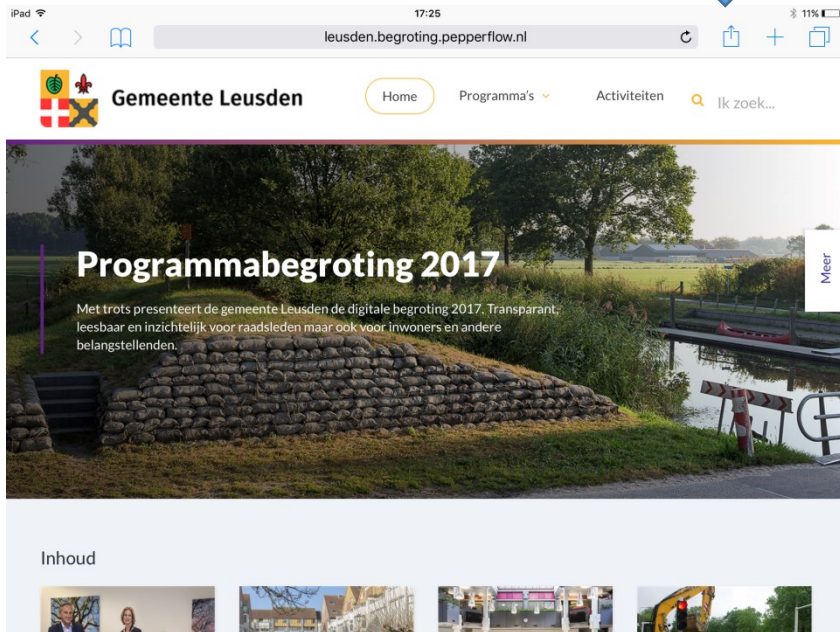 iPad 17:25 11%
leusden.begroting.pepperflow.nl
Gemeente Leusden Home Programma's Activiteiten Ik zoek...
Programmabegroting 2017
Meer
Met trots presenteert de gemeente Leusden de digitale begroting 2017. Transparant,
leesbaar en inzichtelijk voor raadsleden maar ook voor inwoners en andere
belangstellenden.
Inhoud